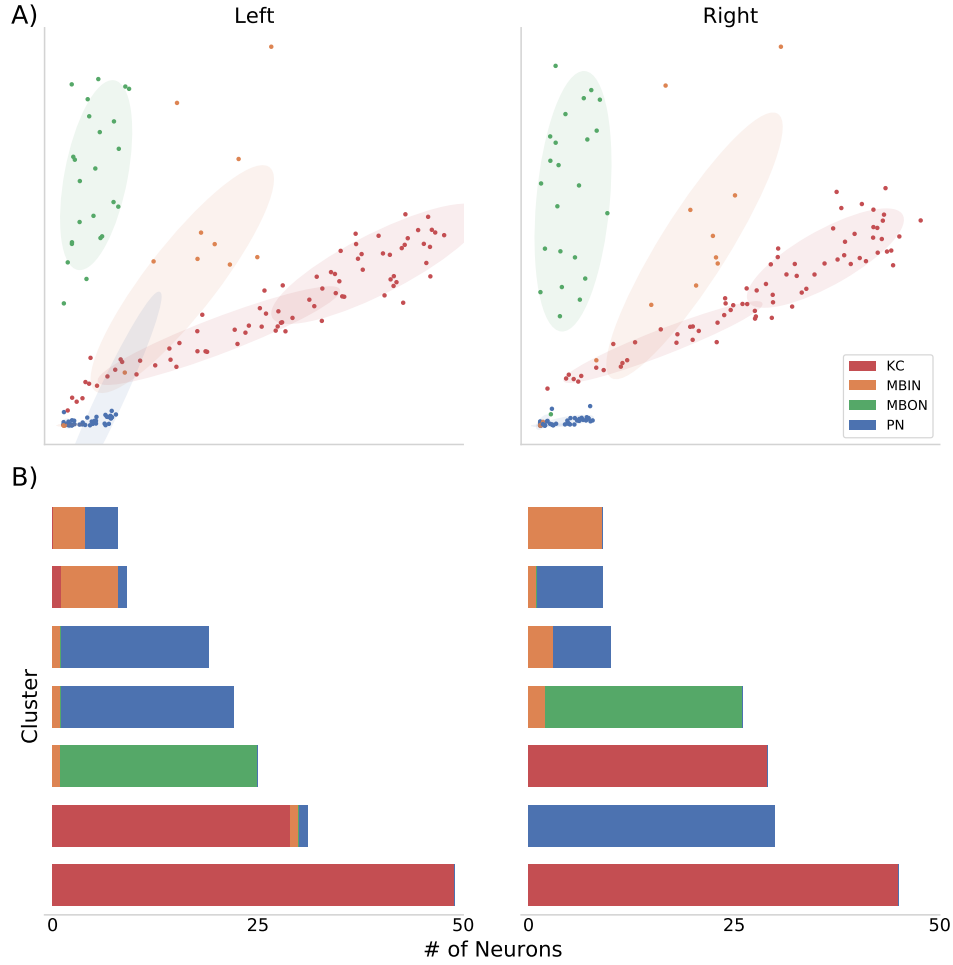 A)
Left
Right
KC
MBIN
MBON
PN
B)
Cluster
0
25
50
0
25
50
# of Neurons